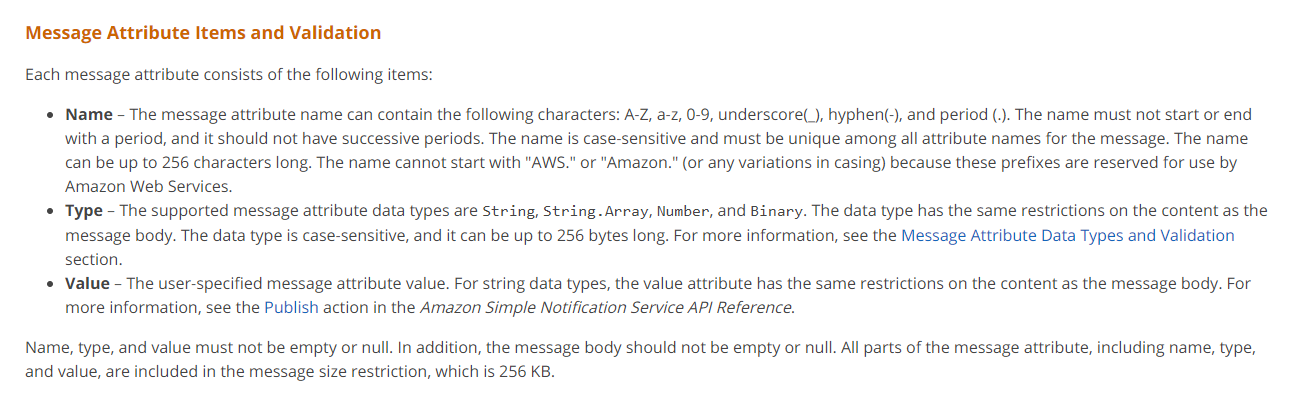 Message Attribute Items and Validation
Each message attribute consists of the following items:
• Name – The message attribute name can contain the following characters: A-Z, a-z, 0-9, underscore(_), hyphen(-), and period (.). The name must not start or end
with a period, and it should not have successive periods. The name is case-sensitive and must be unique among all attribute names for the message. The name
can be up to 256 characters long. The name cannot start with "AWS." or "Amazon." (or any variations in casing) because these prefixes are reserved for use by
Amazon Web Services.
• Type – The supported message attribute data types are String, String.Array, Number, and Binary. The data type has the same restrictions on the content as the
message body. The data type is case-sensitive, and it can be up to 256 bytes long. For more information, see the Message Attribute Data Types and Validation
section.
• Value – The user-specified message attribute value. For string data types, the value attribute has the same restrictions on the content as the message body. For
more information, see the Publish action in the Amazon Simple Notification Service API Reference.
Name, type, and value must not be empty or null. In addition, the message body should not be empty or null. All parts of the message attribute, including name, type,
and value, are included in the message size restriction, which is 256 KB.